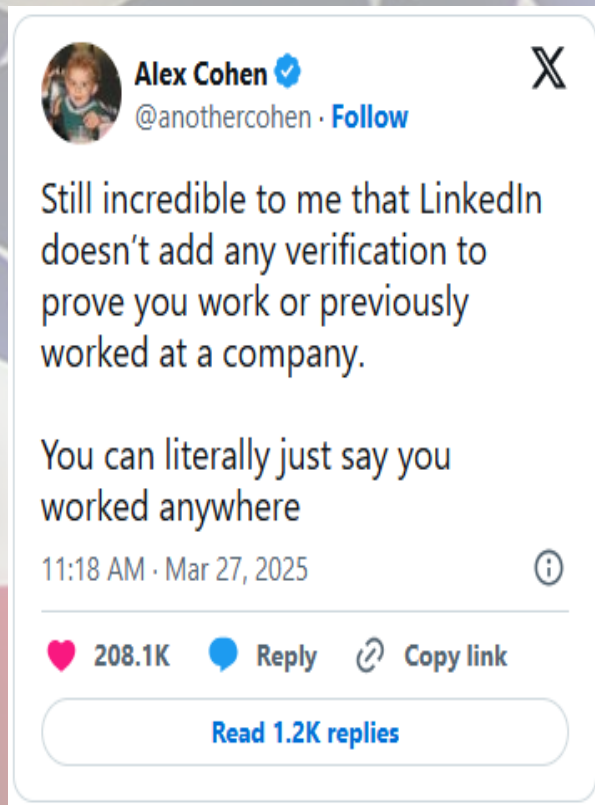 Alex Cohen
@anothercohen · Follow
Still incredible to me that LinkedIn
doesn’t add any verification to
prove you work or previously
worked at a company.
You can literally just say you
worked anywhere
11:18 AM · Mar 27, 2025
208.1K Reply Copy link
Read 1.2K replies